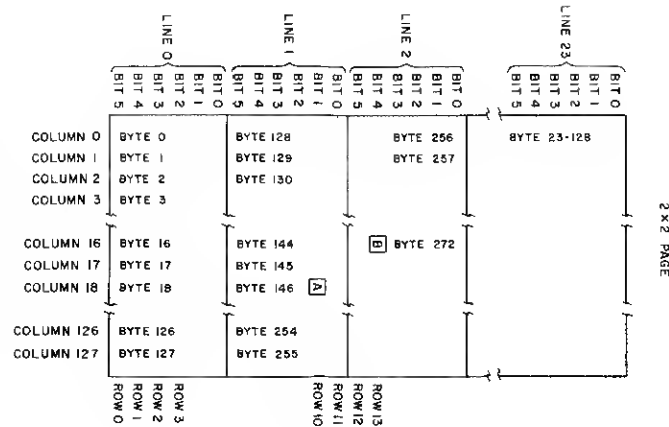 LINE 0
LINE 1
LINE 2
LINE 23
BIT 5 BIT 4 BIT 3 BIT 2 BIT 1 BIT 0 BIT 5 BIT 4 BIT 3 BIT 2 BIT 1 BIT 0 BIT 5 BIT 4 BIT 3 BIT 2 BIT 1 BIT 0 BIT 5 BIT 4 BIT 3 BIT 2 BIT 1 BIT 0
COLUMN 0 BYTE 0 BYTE 128 BYTE 256 BYTE 23-128
COLUMN 1 BYTE 1 BYTE 129 BYTE 257
COLUMN 2 BYTE 2 BYTE 130
COLUMN 3 BYTE 3
COLUMN 16 BYTE 16 BYTE 144 B BYTE 272
COLUMN 17 BYTE 17 BYTE 145
COLUMN 18 BYTE 18 BYTE 146 A
COLUMN 126 BYTE 126 BYTE 254
COLUMN 127 BYTE 127 BYTE 255
ROW 0 ROW 1 ROW 2 ROW 3 ROW 10 ROW 11 ROW 12 ROW 13
2 x 2 PAGE